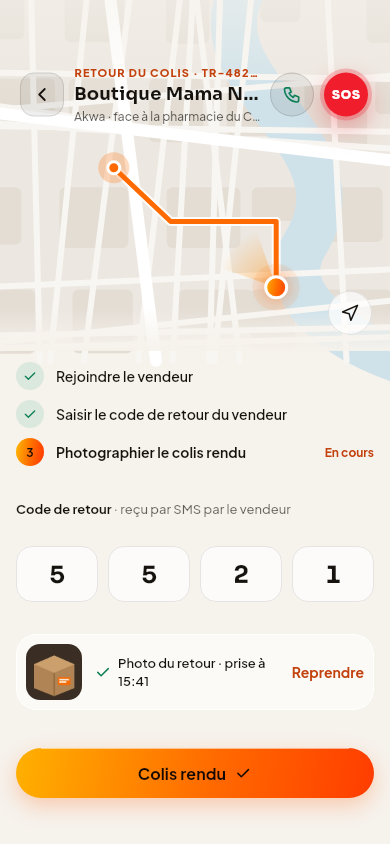 RETOUR DU COLIS · TR-482…
Boutique Mama N…
Akwa · face à la pharmacie du C…
SOS
Rejoindre le vendeur
Saisir le code de retour du vendeur
3 Photographier le colis rendu En cours
Code de retour · reçu par SMS par le vendeur
5 5 2 1
Photo du retour · prise à
15:41
Reprendre
Colis rendu